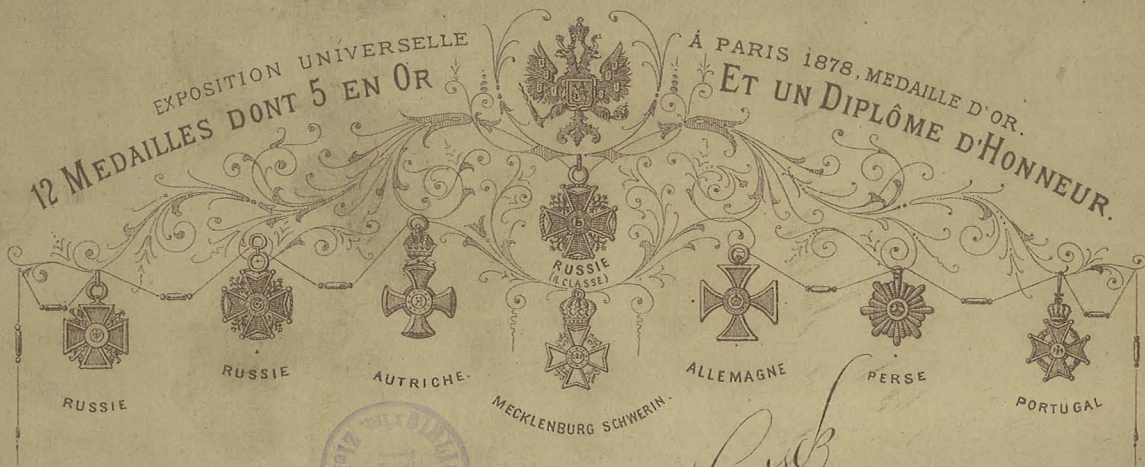 EXPOSITION UNIVERSELLE À PARIS 1878, MEDAILLE D'OR.
12 MEDAILLES DONT 5 EN OR ET UN DIPLÔME D'HONNEUR.
RUSSIE
(II. CLASSE)
RUSSIE
RUSSIE
AUTRICHE.
MECKLENBURG SCHWERIN.
ALLEMAGNE
PERSE
PORTUGAL